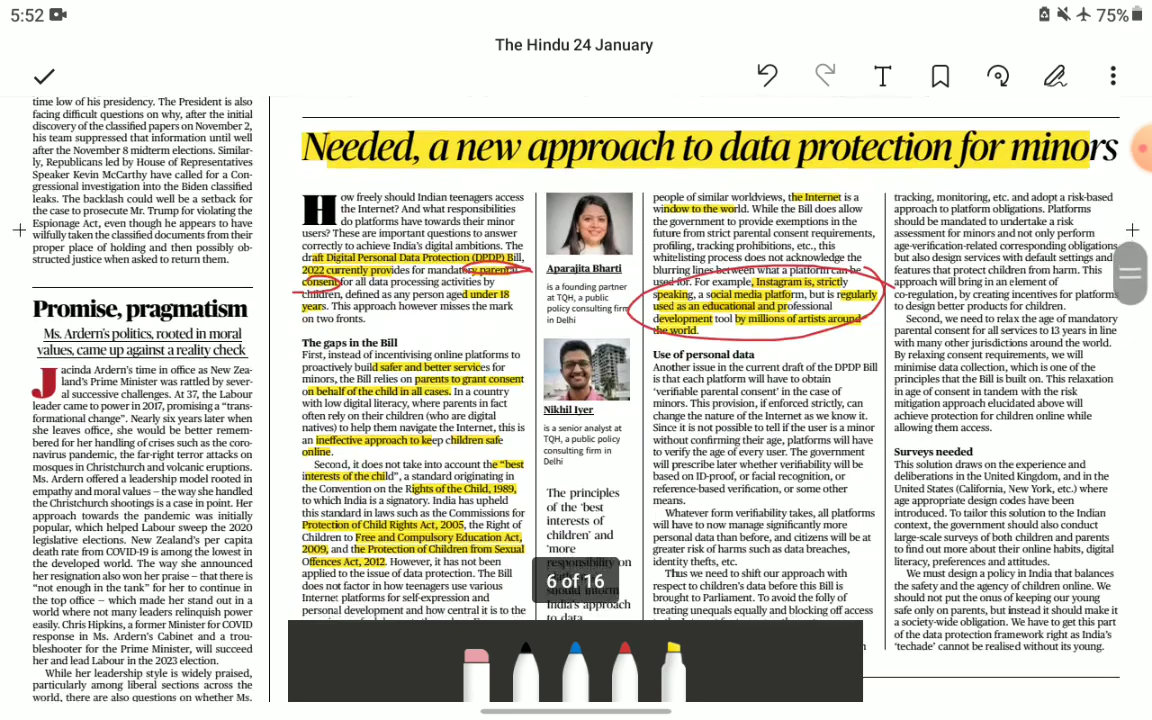 5:52
75%
The Hindu 24 January
time low of his presidency. The President is also
facing difficult questions on why, after the initial
discovery of the classified papers on November 2,
his team suppressed that information until well
after the November 8 midterm elections. Similar-
ly, Republicans led by House of Representatives
Speaker Kevin McCarthy have called for a Con-
gressional investigation into the Biden classified
leaks. The backlash could well be a setback for
the case to prosecute Mr. Trump for violating the
Espionage Act, even though he appears to have
wilfully taken the classified documents from their
proper place of holding and then possibly ob-
structed justice when asked to return them.
Promise, pragmatism
Ms. Ardern's politics, rooted in moral
values, came up against a reality check
Jacinda Ardern's time in office as New Zea-
land's Prime Minister was rattled by sever-
al successive challenges. At 37, the Labour
leader came to power in 2017, promising a “trans-
formational change”. Nearly six years later when
she leaves office, she would be better remem-
bered for her handling of crises such as the coro-
navirus pandemic, the far-right terror attacks on
mosques in Christchurch and volcanic eruptions.
Ms. Ardern offered a leadership model rooted in
empathy and moral values – the way she handled
the Christchurch shootings is a case in point. Her
approach towards the pandemic was initially
popular, which helped Labour sweep the 2020
legislative elections. New Zealand's per capita
death rate from COVID-19 is among the lowest in
the developed world. The way she announced
her resignation also won her praise – that there is
“not enough in the tank” for her to continue in
the top office – which made her stand out in a
world where not many leaders relinquish power
easily. Chris Hipkins, a former Minister for COVID
response in Ms. Ardern's Cabinet and a trou-
bleshooter for the Prime Minister, will succeed
her and lead Labour in the 2023 election.
While her leadership style is widely praised,
particularly among liberal sections across the
world, there are also questions on whether Ms.
Needed, a new approach to data protection for minors
How freely should Indian teenagers access
the Internet? And what responsibilities
do platforms have towards their minor
users? These are important questions to answer
correctly to achieve India's digital ambitions. The
draft Digital Personal Data Protection (DPDP) Bill,
2022 currently provides for mandatory parental
consent for all data processing activities by
children, defined as any person aged under 18
years. This approach however misses the mark
on two fronts.
The gaps in the Bill
First, instead of incentivising online platforms to
proactively build safer and better services for
minors, the Bill relies on parents to grant consent
on behalf of the child in all cases. In a country
with low digital literacy, where parents in fact
often rely on their children (who are digital
natives) to help them navigate the Internet, this is
an ineffective approach to keep children safe
online.
Second, it does not take into account the “best
interests of the child”, a standard originating in
the Convention on the Rights of the Child, 1989,
to which India is a signatory. India has upheld
this standard in laws such as the Commissions for
Protection of Child Rights Act, 2005, the Right of
Children to Free and Compulsory Education Act,
2009, and the Protection of Children from Sexual
Offences Act, 2012. However, it has not been
applied to the issue of data protection. The Bill
does not factor in how teenagers use various
Internet platforms for self-expression and
personal development and how central it is to the
Aparajita Bharti
is a founding partner
at TQH, a public
policy consulting firm
in Delhi
Nikhil Iyer
is a senior analyst at
TQH, a public policy
consulting firm in
Delhi
The principles
of the ‘best
interests of
children’ and
‘more
responsibility on
should inform
India's approach
to data
people of similar worldviews, the Internet is a
window to the world. While the Bill does allow
the government to provide exemptions in the
future from strict parental consent requirements,
profiling, tracking prohibitions, etc., this
whitelisting process does not acknowledge the
blurring lines between what a platform can be
used for. For example, Instagram is, strictly
speaking, a social media platform, but is regularly
used as an educational and professional
development tool by millions of artists around
the world.
Use of personal data
Another issue in the current draft of the DPDP Bill
is that each platform will have to obtain
‘verifiable parental consent’ in the case of
minors. This provision, if enforced strictly, can
change the nature of the Internet as we know it.
Since it is not possible to tell if the user is a minor
without confirming their age, platforms will have
to verify the age of every user. The government
will prescribe later whether verifiability will be
based on ID-proof, or facial recognition, or
reference-based verification, or some other
means.
Whatever form verifiability takes, all platforms
will have to now manage significantly more
personal data than before, and citizens will be at
greater risk of harms such as data breaches,
identity thefts, etc.
Thus we need to shift our approach with
respect to children's data before this Bill is
brought to Parliament. To avoid the folly of
treating unequals equally and blocking off access
tracking, monitoring, etc. and adopt a risk-based
approach to platform obligations. Platforms
should be mandated to undertake a risk
assessment for minors and not only perform
age-verification-related corresponding obligations
but also design services with default settings and
features that protect children from harm. This
approach will bring in an element of
co-regulation, by creating incentives for platforms
to design better products for children.
Second, we need to relax the age of mandatory
parental consent for all services to 13 years in line
with many other jurisdictions around the world.
By relaxing consent requirements, we will
minimise data collection, which is one of the
principles that the Bill is built on. This relaxation
in age of consent in tandem with the risk
mitigation approach elucidated above will
achieve protection for children online while
allowing them access.
Surveys needed
This solution draws on the experience and
deliberations in the United Kingdom, and in the
United States (California, New York, etc.) where
age appropriate design codes have been
introduced. To tailor this solution to the Indian
context, the government should also conduct
large-scale surveys of both children and parents
to find out more about their online habits, digital
literacy, preferences and attitudes.
We must design a policy in India that balances
the safety and the agency of children online. We
should not put the onus of keeping our young
safe only on parents, but instead it should make it
a society-wide obligation. We have to get this part
of the data protection framework right as India's
‘techade’ cannot be realised without its young.
6 of 16